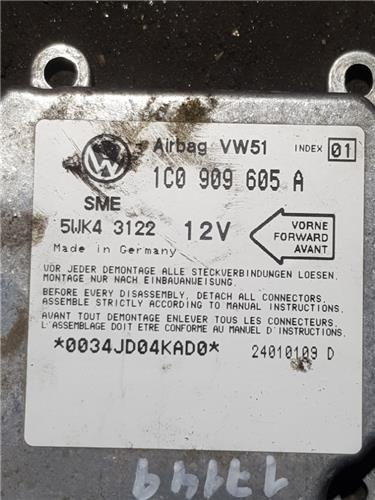 Airbag VW51 INDEX 01
1C0 909 605 A
SME
5WK4 3122 12V
VORNE
FORWARD
AVANT
Made in Germany
VOR JEDER DEMONTAGE ALLE STECKVERBINDUNGEN LOESEN.
MONTAGE NUR NACH EINBAUANWEISUNG.
BEFORE EVERY DISASSEMBLY, DETACH ALL CONNECTORS.
ASSEMBLE STRICTLY ACCORDING TO MANUAL INSTRUCTIONS.
AVANT TOUT DEMONTAGE ENLEVER TOUS LES CONNECTEURS.
L'ASSEMBLAGE DOIT ETRE CONFORME AU MANUEL D'INSTRUCTIONS.
*0034JD04KAD0* 24010109 D
17149